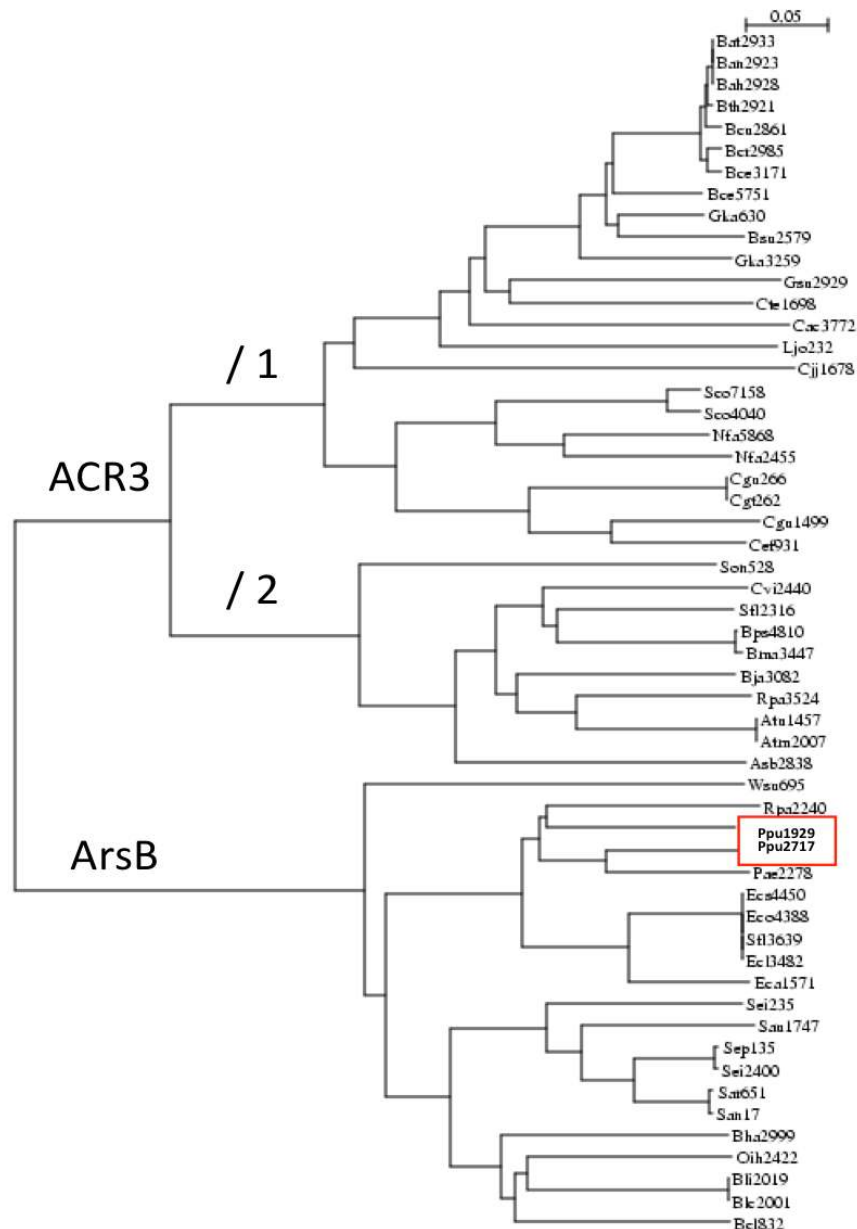 0.05
Bat2933
Ban2923
Bah2928
Bth2921
Bcu2861
Bct2985
Bce3171
Bce5751
Gka630
Bsu2579
Gka3259
Gsu2929
Cte1698
Cac3772
Ljo232
/ 1
Cjj1678
Sco7158
Sco4040
Nfa5868
ACR3
Nfa2455
Cgu266
Cgt262
Cgu1499
Cef931
Son528
/ 2
Cvi2440
Sfl2316
Bps4810
Bma3447
Bja3082
Rpa3524
Atu1457
Atm2007
Asb2838
Wsu695
Rpa2240
Ppu1929
Ppu2717
ArsB
Pae2278
Ecs4450
Eco4388
Sfl3639
Ecl3482
Eca1571
Sei235
Sau1747
Sep135
Sei2400
Sar651
San17
Bha2999
Oih2422
Bli2019
Blc2001
Bcl832